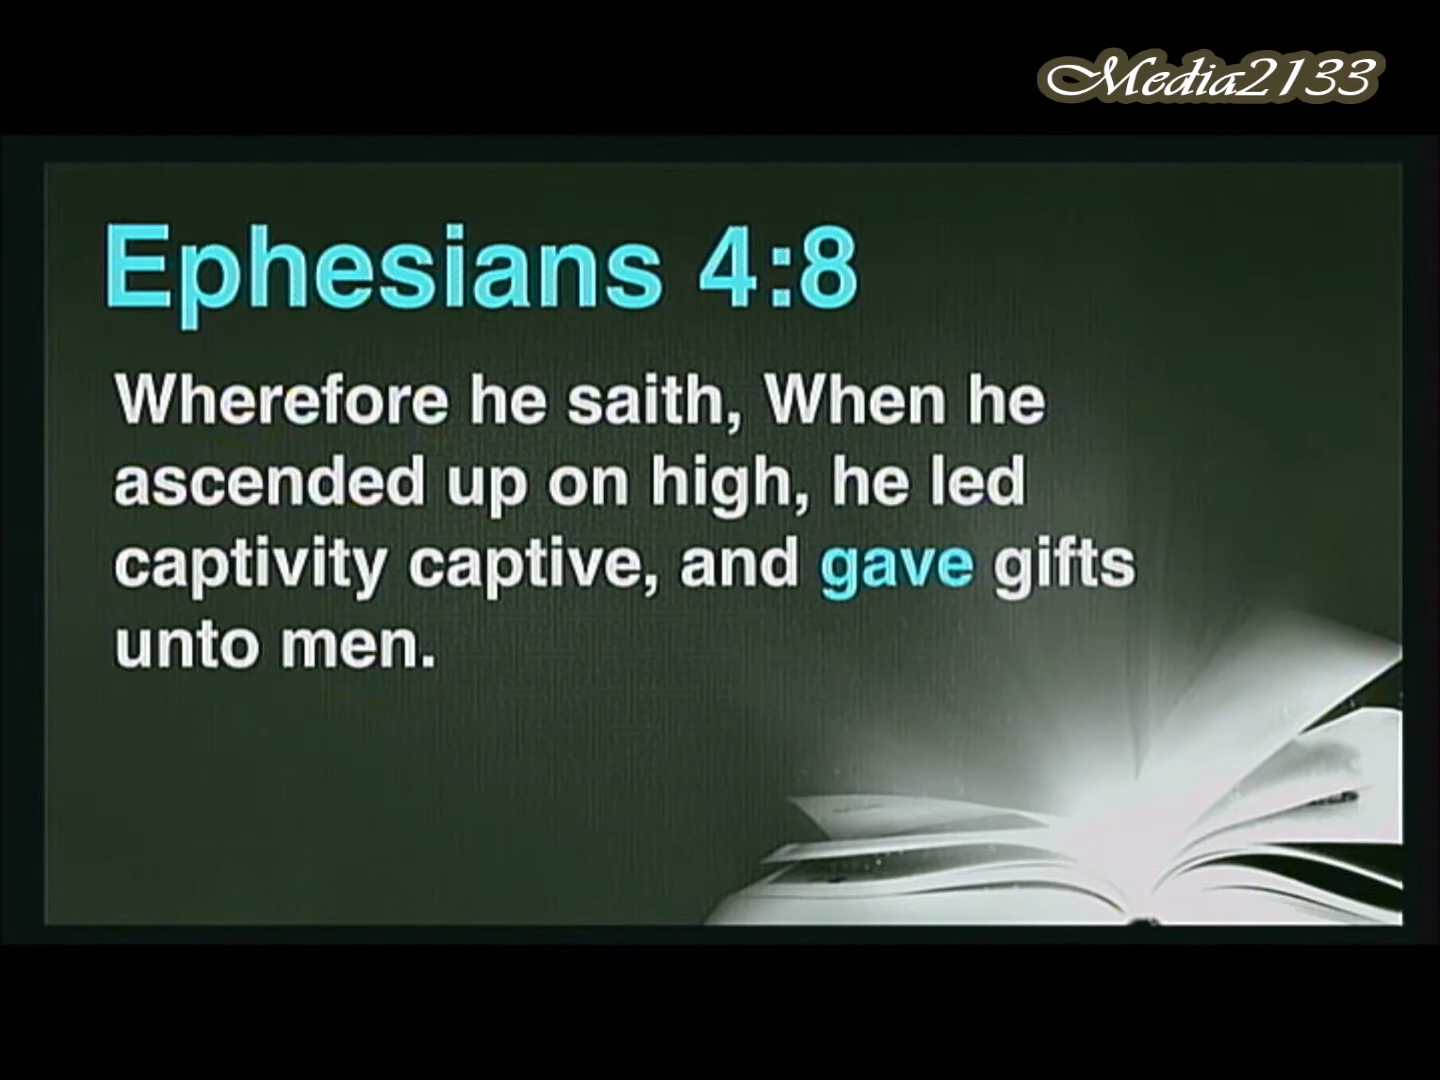 Media2133
Ephesians 4:8
Wherefore he saith, When he
ascended up on high, he led
captivity captive, and gave gifts
unto men.